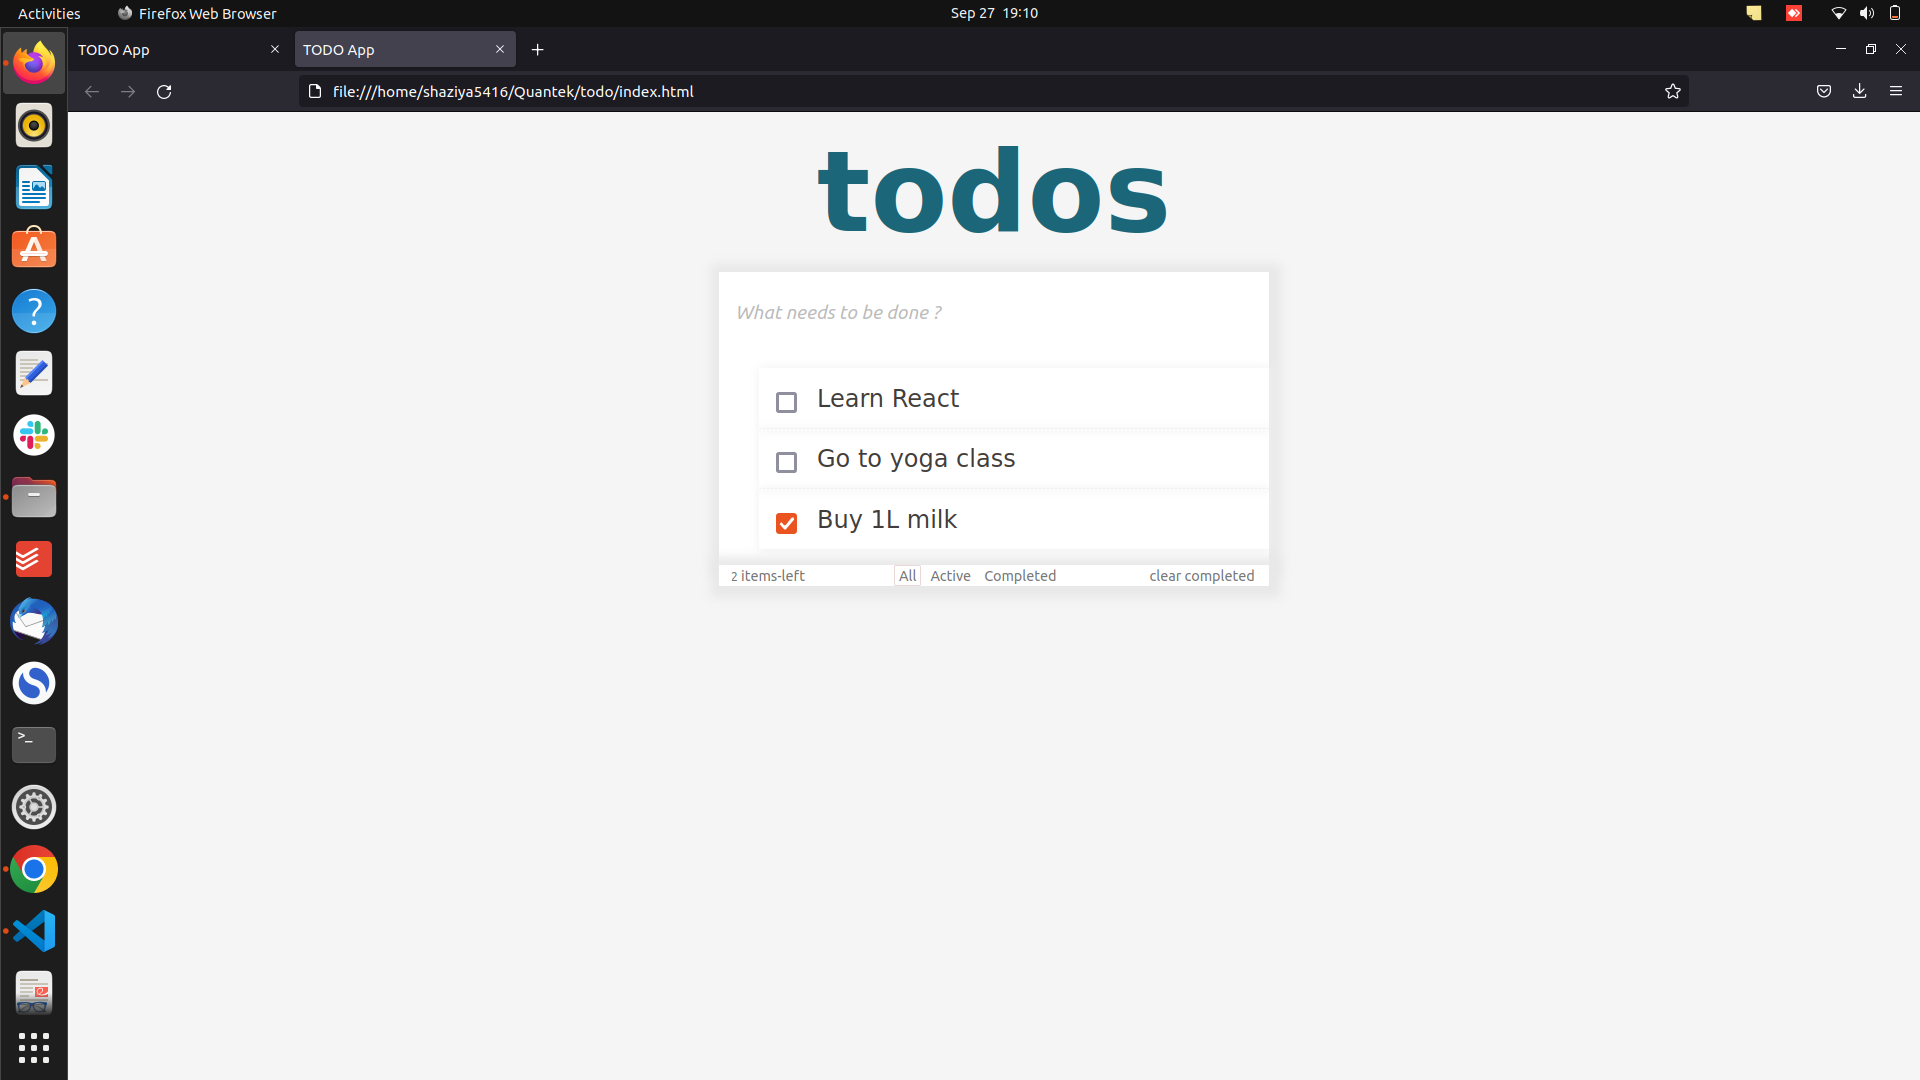 Activities Firefox Web Browser Sep 27 19:10
TODO App TODO App
file:///home/shaziya5416/Quantek/todo/index.html
todos
What needs to be done ?
Learn React
Go to yoga class
Buy 1L milk
2 items-left All Active Completed clear completed